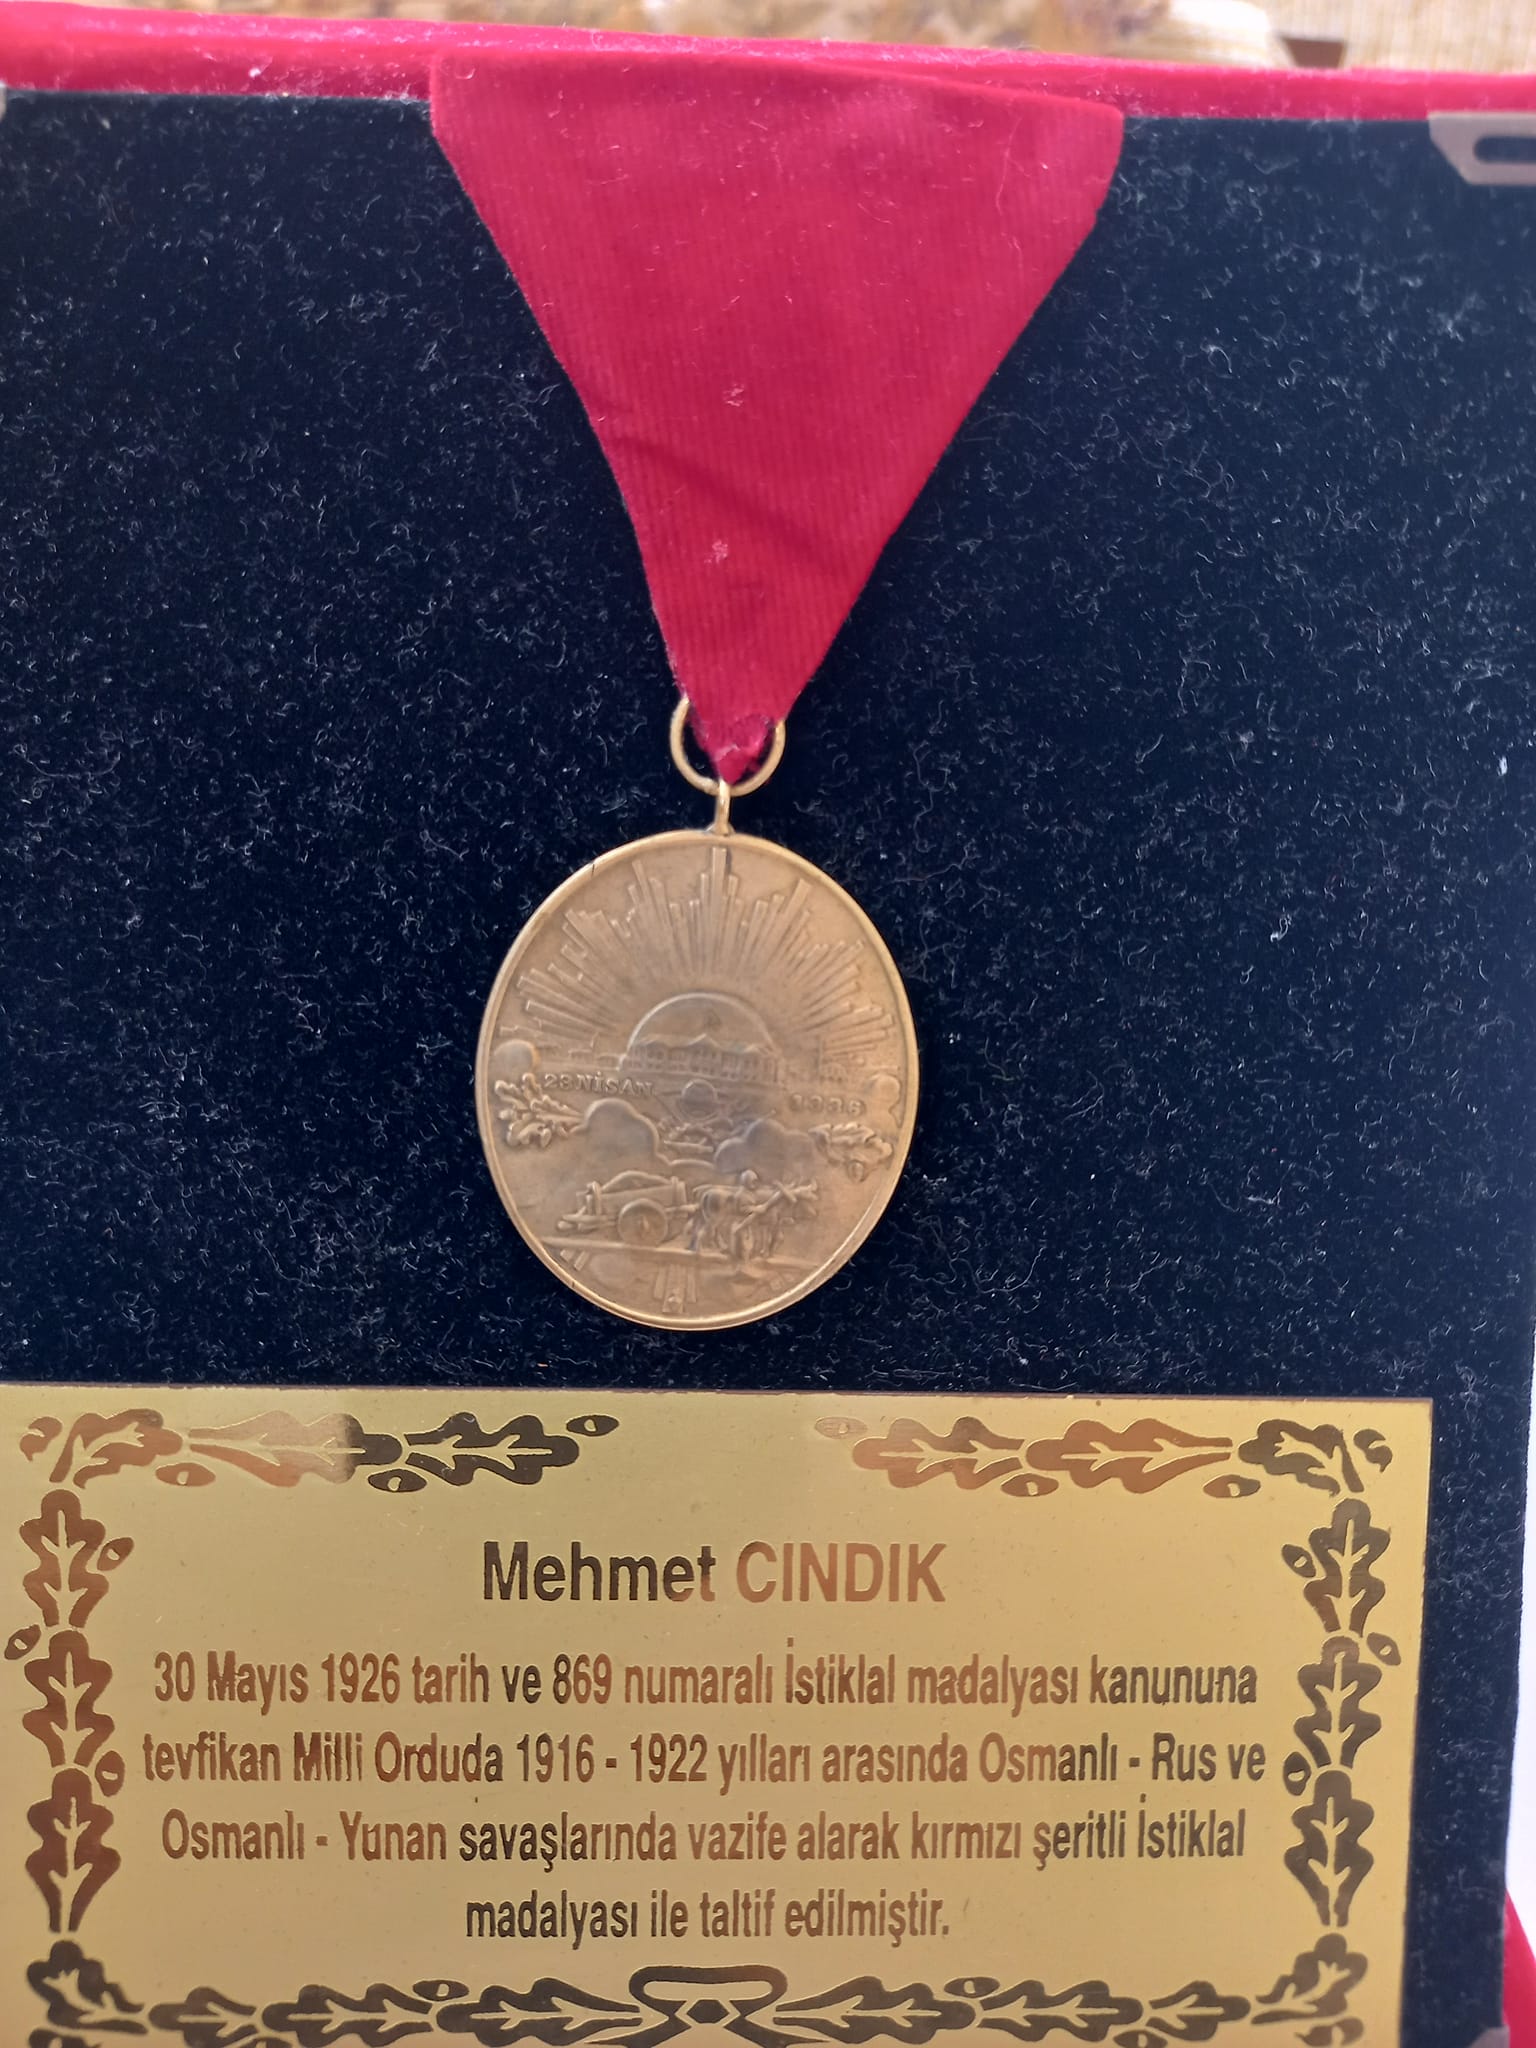 23 NİSAN 1336
Mehmet CINDIK
30 Mayıs 1926 tarih ve 869 numaralı İstiklal madalyası kanununa
tevfikan Milli Orduda 1916 - 1922 yılları arasında Osmanlı - Rus ve
Osmanlı - Yunan savaşlarında vazife alarak kırmızı şeritli İstiklal
madalyası ile taltif edilmiştir.